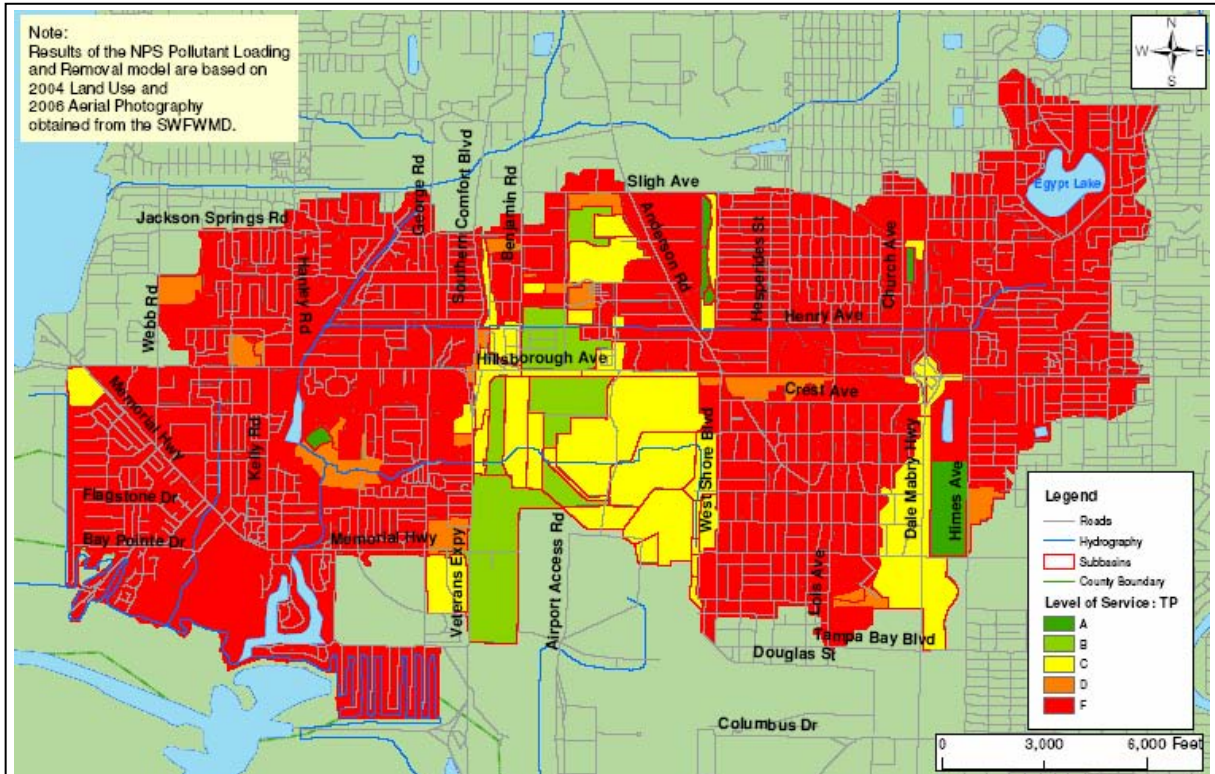 Note:
Results of the NPS Pollutant Loading
and Removal model are based on
2004 Land Use and
2006 Aerial Photography
obtained from the SWFWMD.
N
W E
S
Egypt Lake
Sligh Ave
Jackson Springs Rd
George Rd
Southern Comfort Blvd
Benjamin Rd
Anderson Rd
Hesperides St
Church Ave
Hanley Rd
Webb Rd
Henry Ave
Hillsborough Ave
Crest Ave
Memorial Hwy
Kelly Rd
West Shore Blvd
Dale Mabry Hwy
Himes Ave
Flagstone Dr
Bay Pointe Dr
Memorial Hwy
Veterans Expy
Airport Access Rd
Lois Ave
Tampa Bay Blvd
Douglas St
Columbus Dr
Legend
Roads
Hydrography
Subbasins
County Boundary
Level of Service: TP
A
B
C
D
F
0 3,000 6,000 Feet